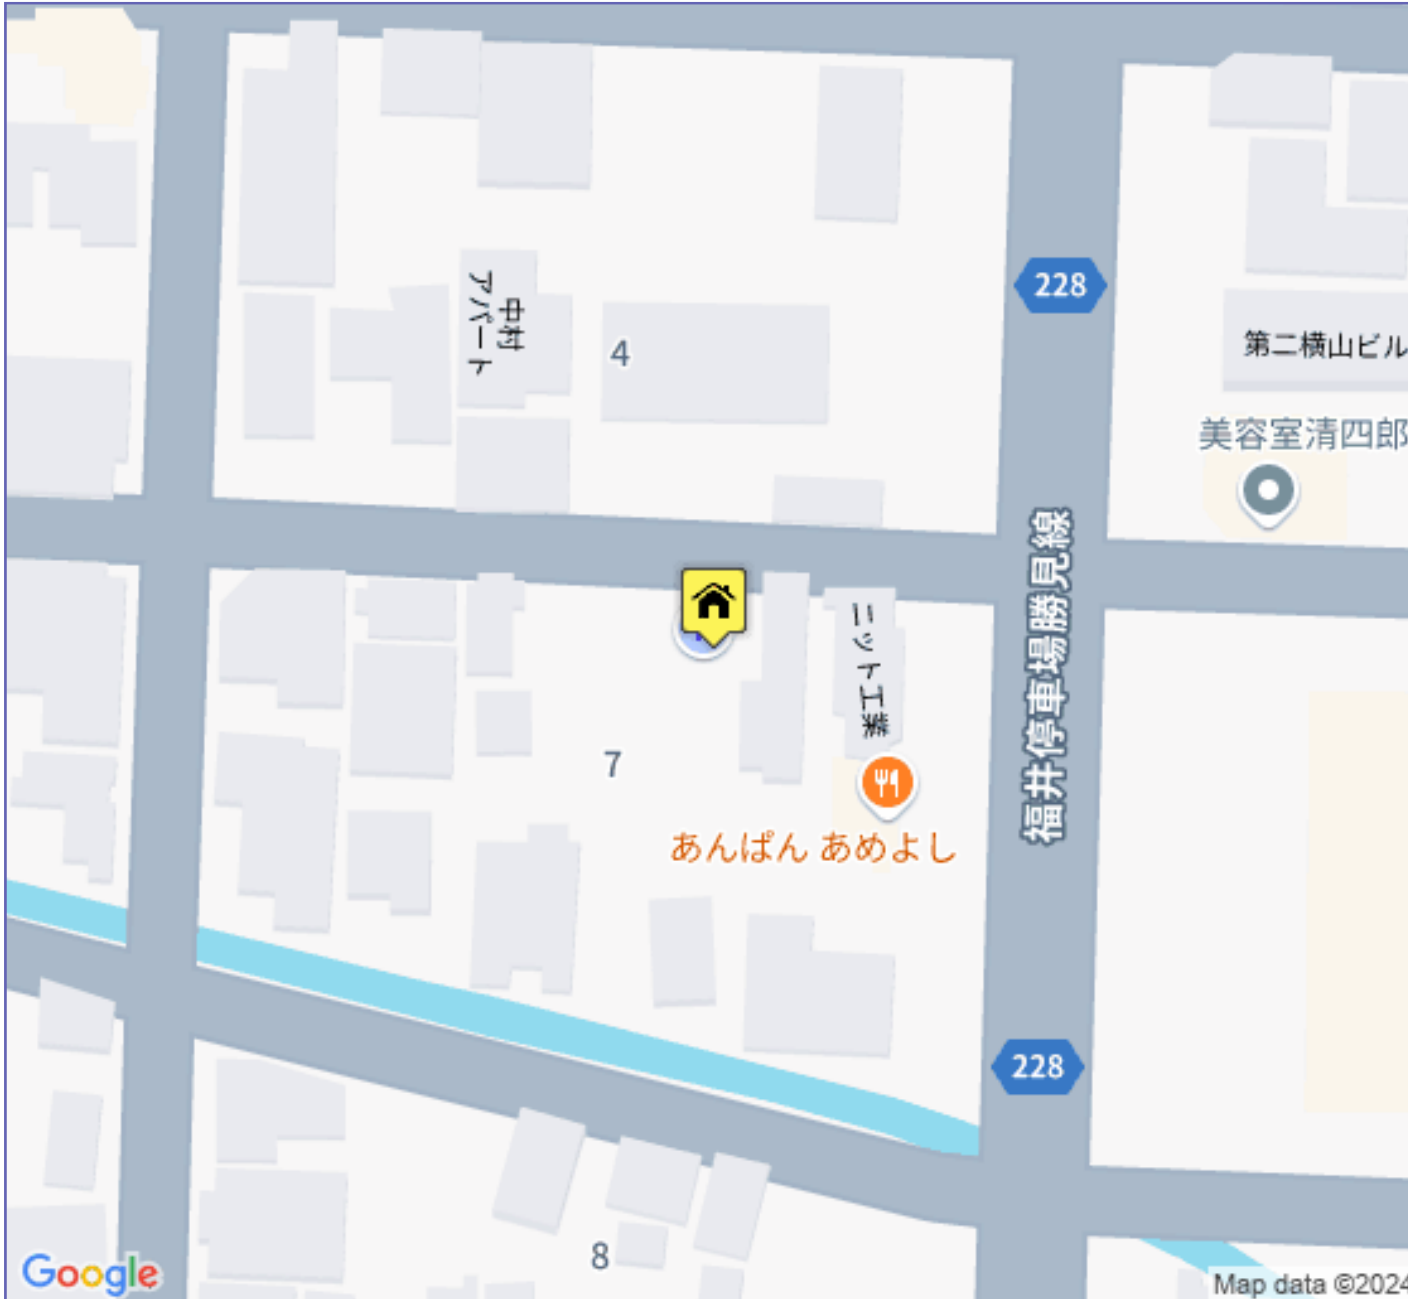 228
中村
アパート
4
第二横山ビル
美容室清四郎
福井停車場勝見線
ニット工業
7
あんぱん あめよし
228
8
Google
Map data ©2024